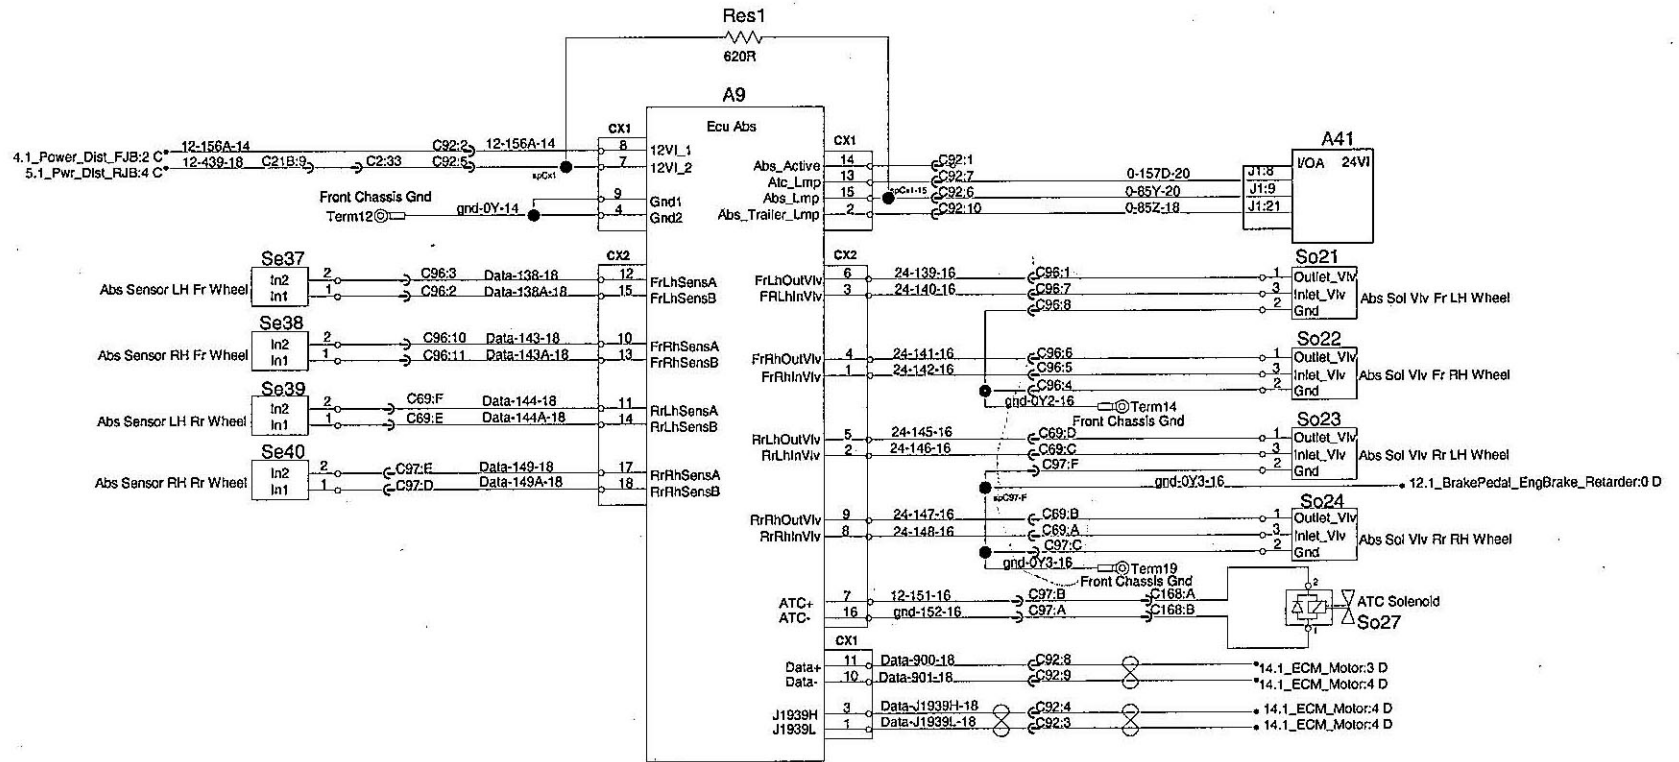 Res1
620R
A9
Ecu Abs
CX1
12-156A-14 C92:2 12-156A-14 8 12VI_1
4.1_Power_Dist_FJB:2 C
12-439-18 C21B:9 C2:33 C92:5 7 12VI_2
5.1_Pwr_Dist_RJB:4 C
spCx1
Front Chassis Gnd
9 Gnd1
Term12 gnd-0Y-14 4 Gnd2
CX1
Abs_Active 14 C92:1
Atc_Lmp 13 C92:7 0-157D-20 J1:8
Abs_Lmp 15 spCx1-15 C92:6 0-85Y-20 J1:9
Abs_Trailer_Lmp 2 C92:10 0-85Z-18 J1:21
A41
I/OA 24VI
CX2
Se37
Abs Sensor LH Fr Wheel
In2 2 C96:3 Data-138-18 12 FrLhSensA
In1 1 C96:2 Data-138A-18 15 FrLhSensB
Se38
Abs Sensor RH Fr Wheel
In2 2 C96:10 Data-143-18 10 FrRhSensA
In1 1 C96:11 Data-143A-18 13 FrRhSensB
Se39
Abs Sensor LH Rr Wheel
In2 2 C69:F Data-144-18 11 RrLhSensA
In1 1 C69:E Data-144A-18 14 RrLhSensB
Se40
Abs Sensor RH Rr Wheel
In2 2 C97:E Data-149-18 17 RrRhSensA
In1 1 C97:D Data-149A-18 18 RrRhSensB
CX2
So21
FrLhOutVlv 6 24-139-16 C96:1 1 Outlet_Vlv
FRLhInVlv 3 24-140-16 C96:7 3 Inlet_Vlv
C96:8 2 Gnd
Abs Sol Vlv Fr LH Wheel
So22
FrRhOutVlv 4 24-141-16 C96:6 1 Outlet_Vlv
FrRhInVlv 1 24-142-16 C96:5 3 Inlet_Vlv
C96:4 2 Gnd
Abs Sol Vlv Fr RH Wheel
gnd-0Y2-16 Term14
Front Chassis Gnd
So23
RrLhOutVlv 5 24-145-16 C69:D 1 Outlet_Vlv
RrLhInVlv 2 24-146-16 C69:C 3 Inlet_Vlv
C97:F 2 Gnd
Abs Sol Vlv Rr LH Wheel
spC97-F gnd-0Y3-16 12.1_BrakePedal_EngBrake_Retarder:0 D
So24
RrRhOutVlv 9 24-147-16 C69:B 1 Outlet_Vlv
RrRhInVlv 8 24-148-16 C69:A 3 Inlet_Vlv
C97:C 2 Gnd
Abs Sol Vlv Rr RH Wheel
gnd-0Y3-16 Term19
Front Chassis Gnd
ATC+ 7 12-151-16 C97:B C168:A
ATC- 16 gnd-152-16 C97:A C168:B
2
1
ATC Solenoid
So27
CX1
Data+ 11 Data-900-18 C92:8 14.1_ECM_Motor:3 D
Data- 10 Data-901-18 C92:9 14.1_ECM_Motor:4 D
J1939H 3 Data-J1939H-18 C92:4 14.1_ECM_Motor:4 D
J1939L 1 Data-J1939L-18 C92:3 14.1_ECM_Motor:4 D